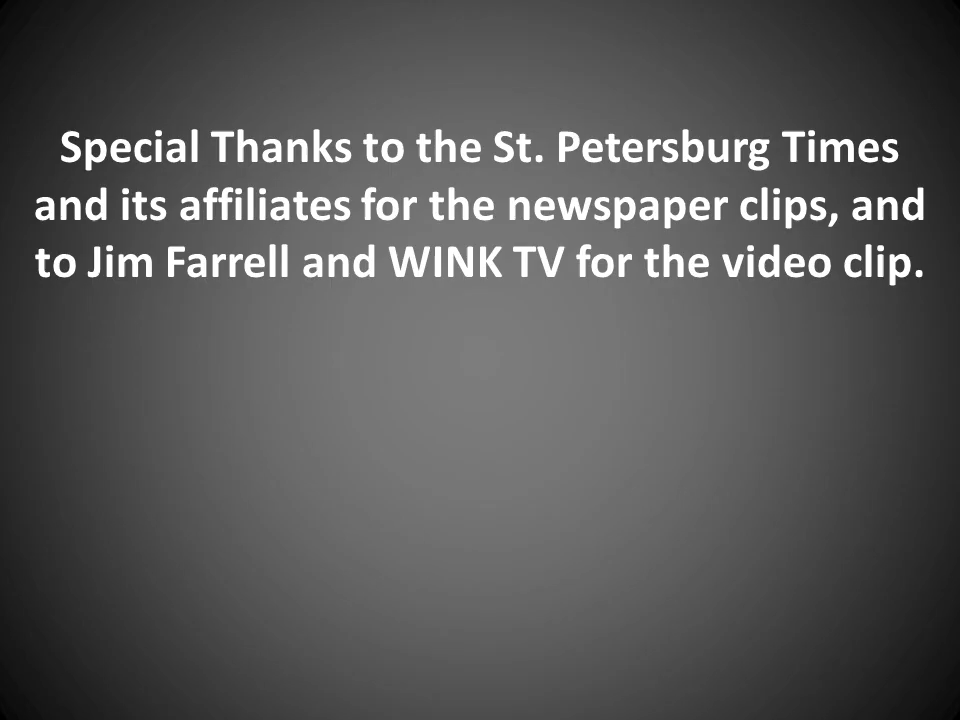 Special Thanks to the St. Petersburg Times
and its affiliates for the newspaper clips, and
to Jim Farrell and WINK TV for the video clip.